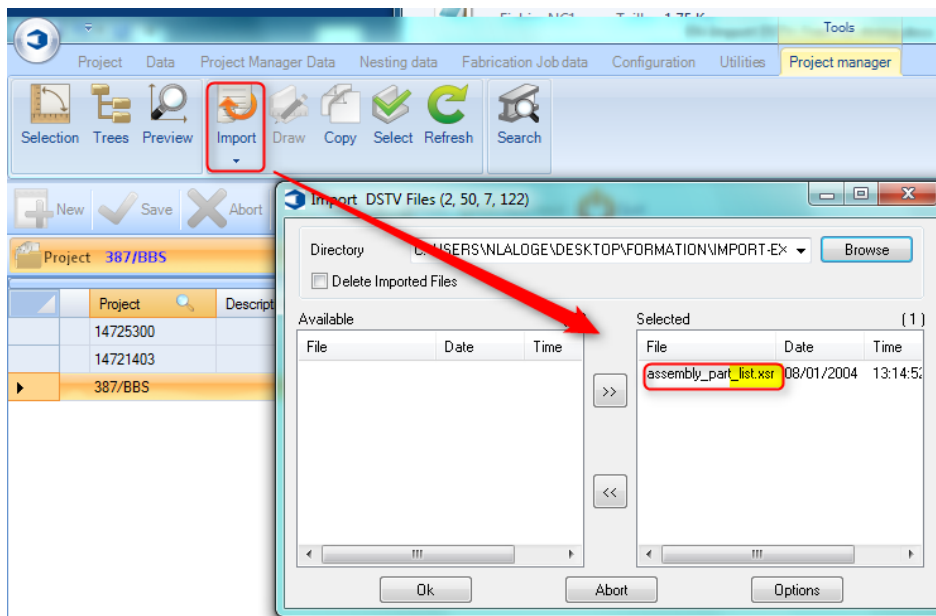 Tools
Project Data Project Manager Data Nesting data Fabrication Job data Configuration Utilities Project manager
Selection Trees Preview Import Draw Copy Select Refresh Search
New Save Abort
Import DSTV Files (2, 50, 7, 122)
Project 387/BBS
Directory C:\USERS\NLALOGE\DESKTOP\FORMATION\IMPORT-EX Browse
Delete Imported Files
Project Descript
14725300
14721403
387/BBS
Available
File Date Time
Selected (1)
File Date Time
assembly_part_list.xsr 08/01/2004 13:14:52
>>
<<
Ok Abort Options